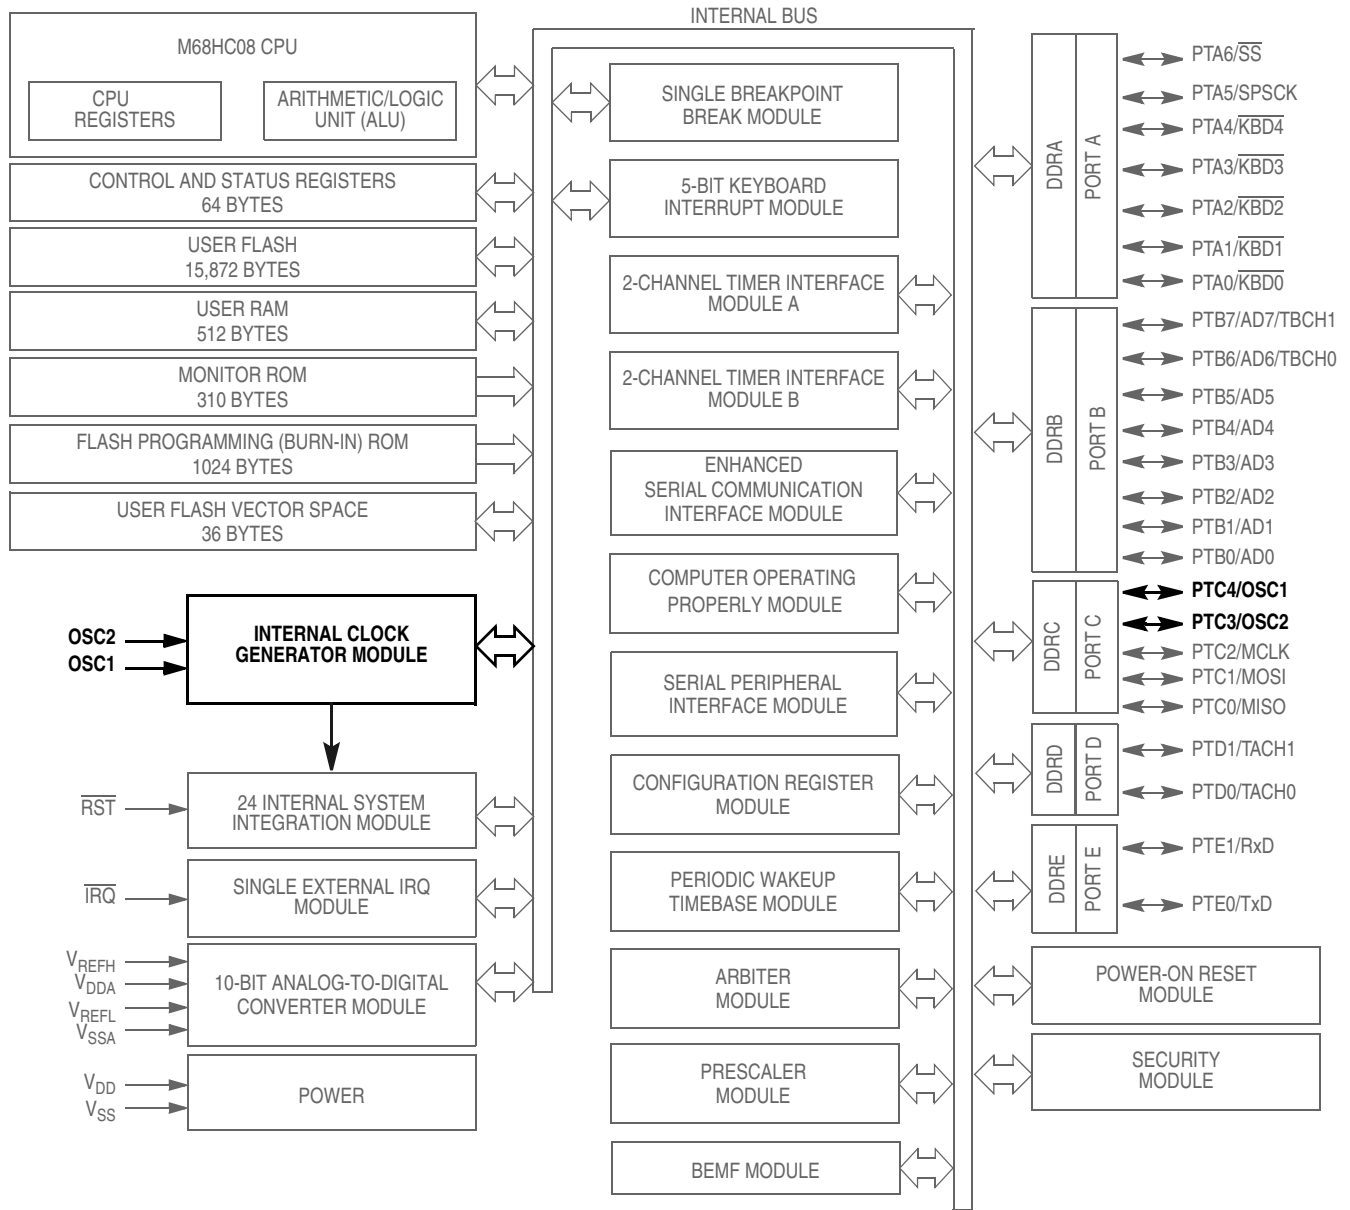 INTERNAL BUS
M68HC08 CPU
CPU
REGISTERS
ARITHMETIC/LOGIC
UNIT (ALU)
CONTROL AND STATUS REGISTERS
64 BYTES
USER FLASH
15,872 BYTES
USER RAM
512 BYTES
MONITOR ROM
310 BYTES
FLASH PROGRAMMING (BURN-IN) ROM
1024 BYTES
USER FLASH VECTOR SPACE
36 BYTES
OSC2
OSC1
INTERNAL CLOCK
GENERATOR MODULE
RST
24 INTERNAL SYSTEM
INTEGRATION MODULE
IRQ
SINGLE EXTERNAL IRQ
MODULE
VREFH
VDDA
VREFL
VSSA
10-BIT ANALOG-TO-DIGITAL
CONVERTER MODULE
VDD
VSS
POWER
SINGLE BREAKPOINT
BREAK MODULE
5-BIT KEYBOARD
INTERRUPT MODULE
2-CHANNEL TIMER INTERFACE
MODULE A
2-CHANNEL TIMER INTERFACE
MODULE B
ENHANCED
SERIAL COMMUNICATION
INTERFACE MODULE
COMPUTER OPERATING
PROPERLY MODULE
SERIAL PERIPHERAL
INTERFACE MODULE
CONFIGURATION REGISTER
MODULE
PERIODIC WAKEUP
TIMEBASE MODULE
ARBITER
MODULE
PRESCALER
MODULE
BEMF MODULE
DDRA
PORT A
PTA6/SS
PTA5/SPSCK
PTA4/KBD4
PTA3/KBD3
PTA2/KBD2
PTA1/KBD1
PTA0/KBD0
DDRB
PORT B
PTB7/AD7/TBCH1
PTB6/AD6/TBCH0
PTB5/AD5
PTB4/AD4
PTB3/AD3
PTB2/AD2
PTB1/AD1
PTB0/AD0
DDRC
PORT C
PTC4/OSC1
PTC3/OSC2
PTC2/MCLK
PTC1/MOSI
PTC0/MISO
DDRD
PORT D
PTD1/TACH1
PTD0/TACH0
DDRE
PORT E
PTE1/RxD
PTE0/TxD
POWER-ON RESET
MODULE
SECURITY
MODULE